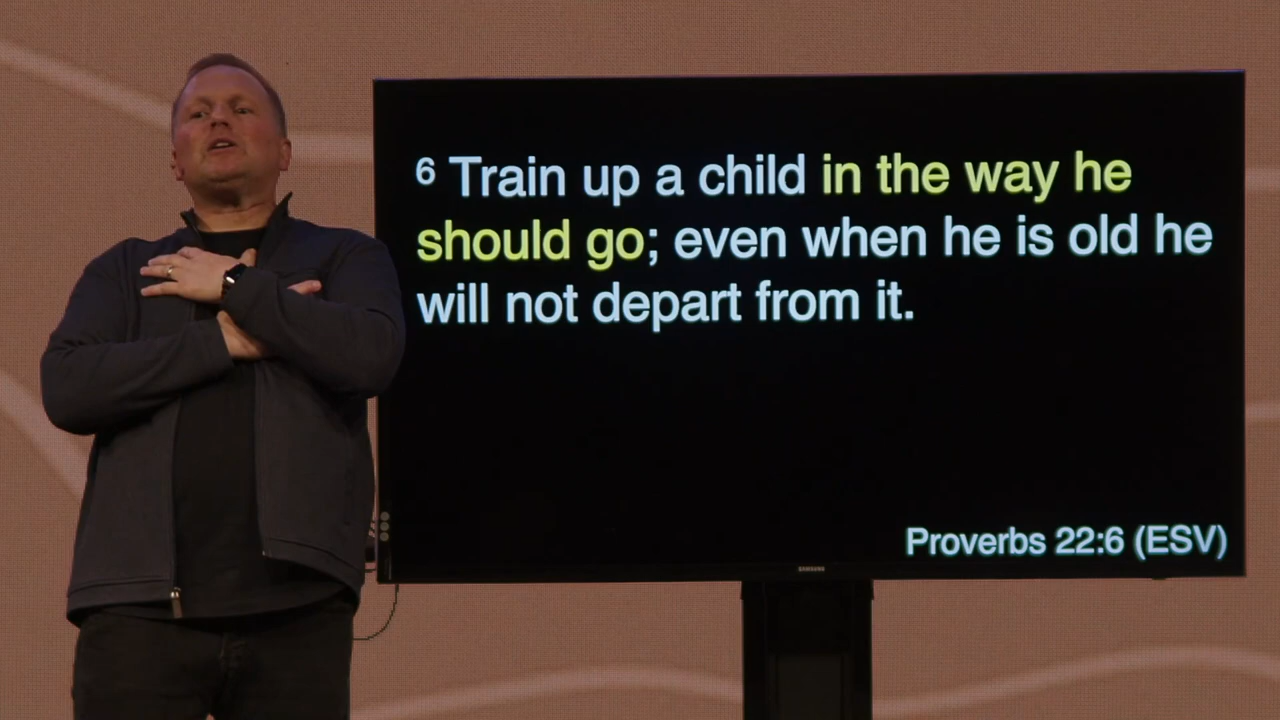 6 Train up a child in the way he
should go; even when he is old he
will not depart from it.
Proverbs 22:6 (ESV)
SAMSUNG